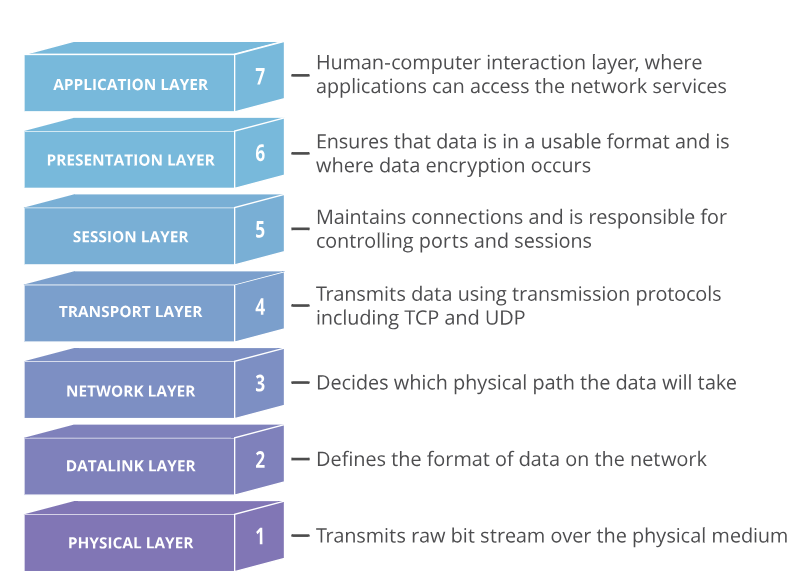 APPLICATION LAYER
7
Human-computer interaction layer, where
applications can access the network services
PRESENTATION LAYER
6
Ensures that data is in a usable format and is
where data encryption occurs
SESSION LAYER
5
Maintains connections and is responsible for
controlling ports and sessions
TRANSPORT LAYER
4
Transmits data using transmission protocols
including TCP and UDP
NETWORK LAYER
3
Decides which physical path the data will take
DATALINK LAYER
2
Defines the format of data on the network
PHYSICAL LAYER
1
Transmits raw bit stream over the physical medium